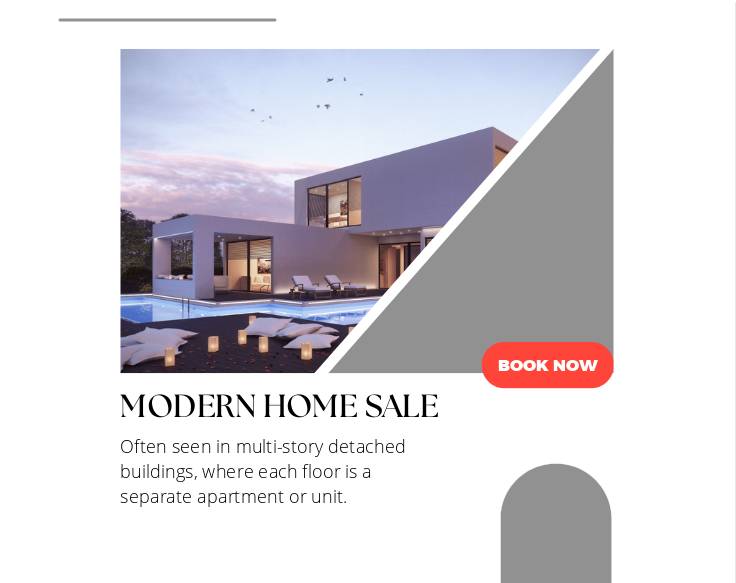 BOOK NOW
MODERN HOME SALE
Often seen in multi-story detached
buildings, where each floor is a
separate apartment or unit.